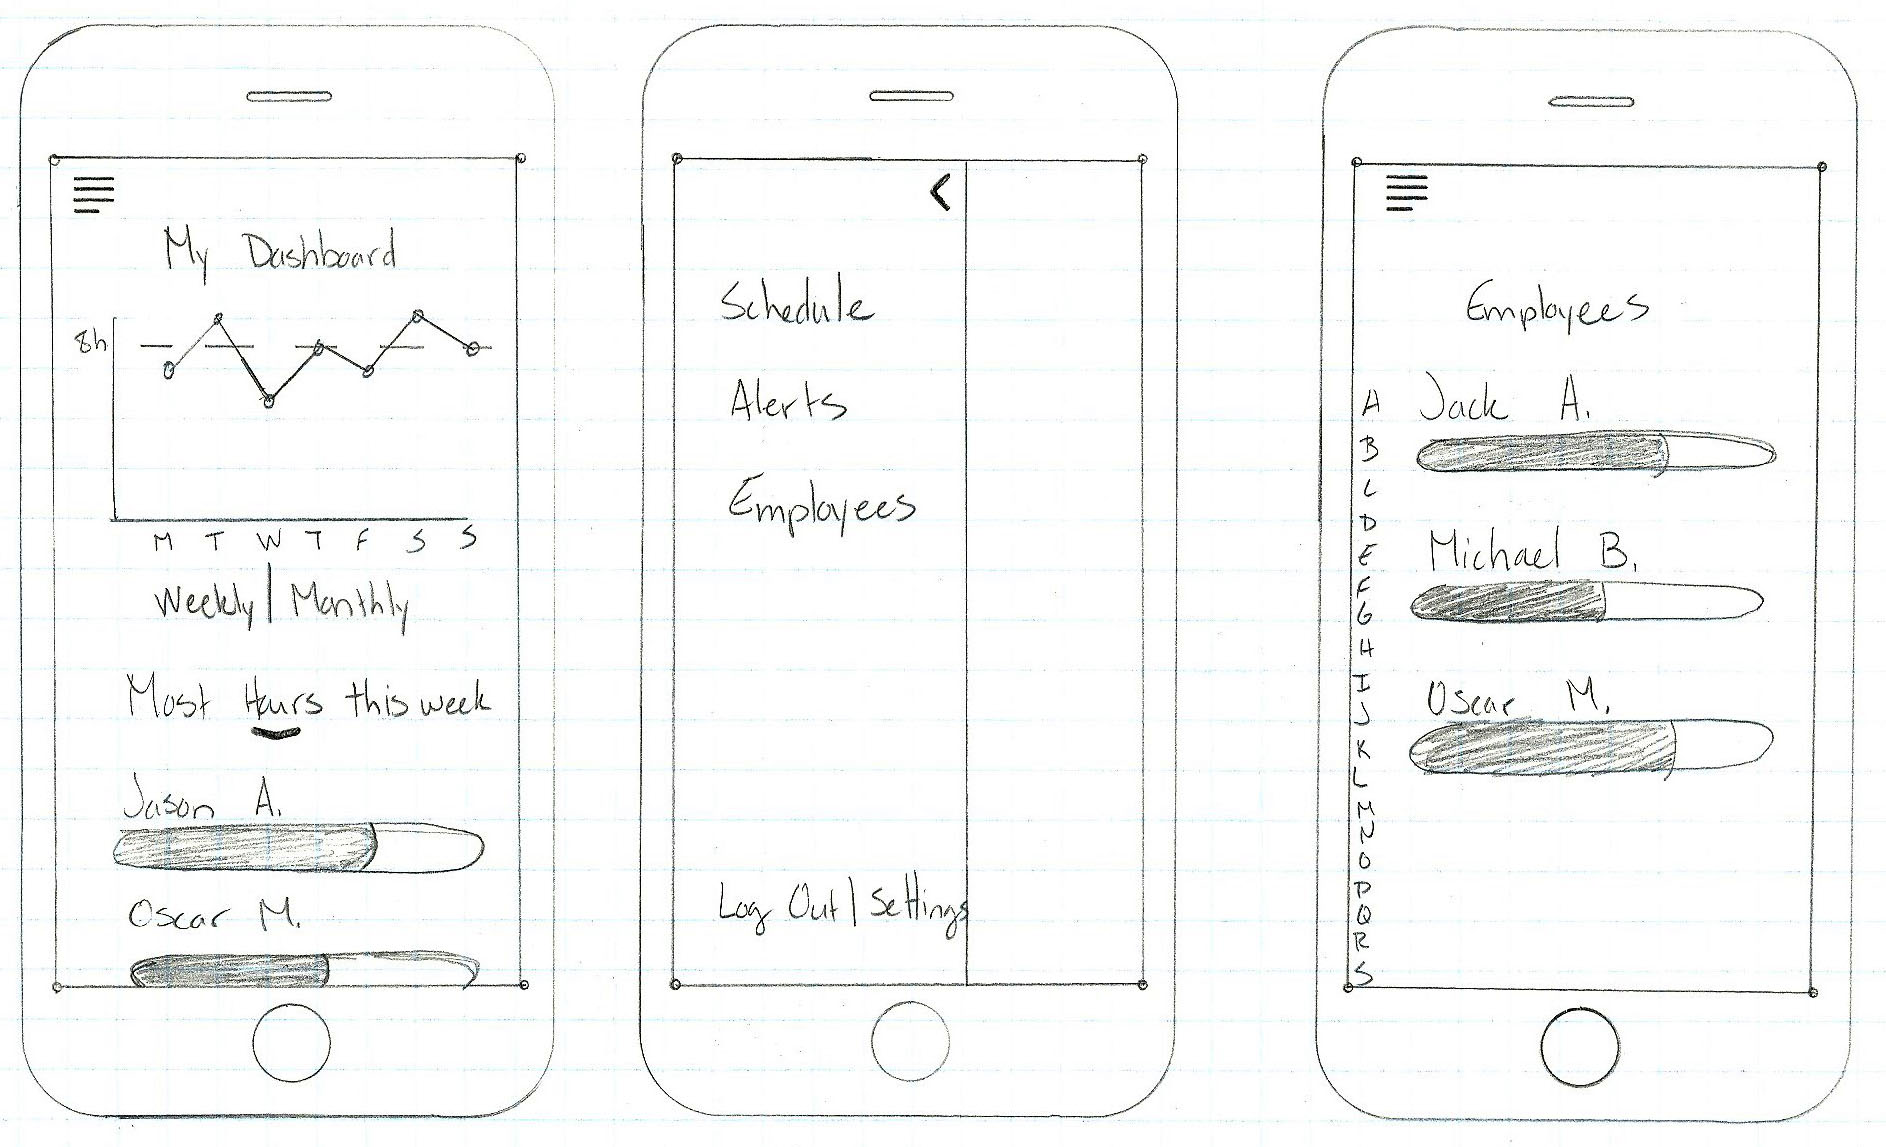 My Dashboard
8h
M T W T F S S
Weekly | Monthly
Most Hours this week
Jason A.
Oscar M.
Schedule
Alerts
Employees
Log Out | Settings
Employees
A
B
C
D
E
F
G
H
I
J
K
L
M
N
O
P
Q
R
S
Jack A.
Michael B.
Oscar M.